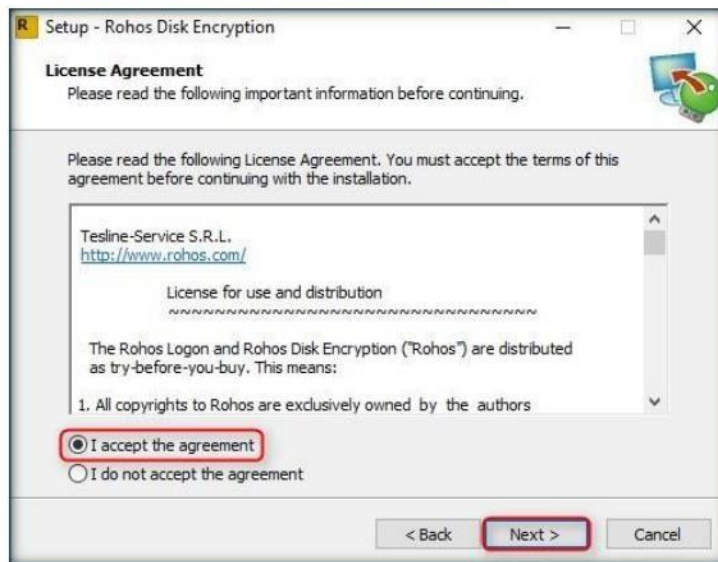 R Setup - Rohos Disk Encryption
License Agreement
Please read the following important information before continuing.
Please read the following License Agreement. You must accept the terms of this
agreement before continuing with the installation.
Tesline-Service S.R.L.
http://www.rohos.com/
License for use and distribution
~~~~~~~~~~~~~~~~~~~~~~~~~~~~~~~~
The Rohos Logon and Rohos Disk Encryption ("Rohos") are distributed
as try-before-you-buy. This means:
1. All copyrights to Rohos are exclusively owned by the authors
I accept the agreement
I do not accept the agreement
< Back Next > Cancel